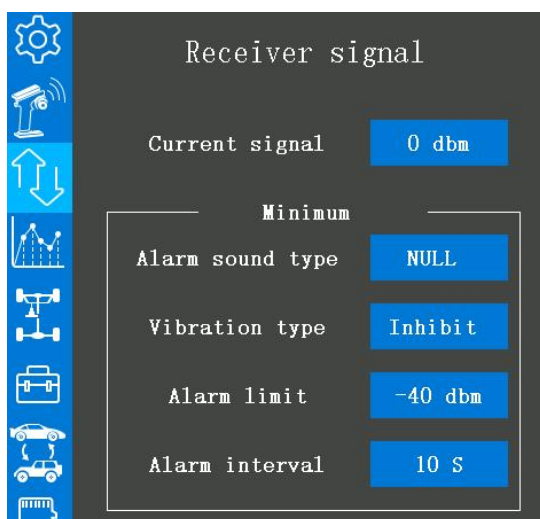 Receiver signal
Current signal 0 dbm
Minimum
Alarm sound type NULL
Vibration type Inhibit
Alarm limit -40 dbm
Alarm interval 10 S